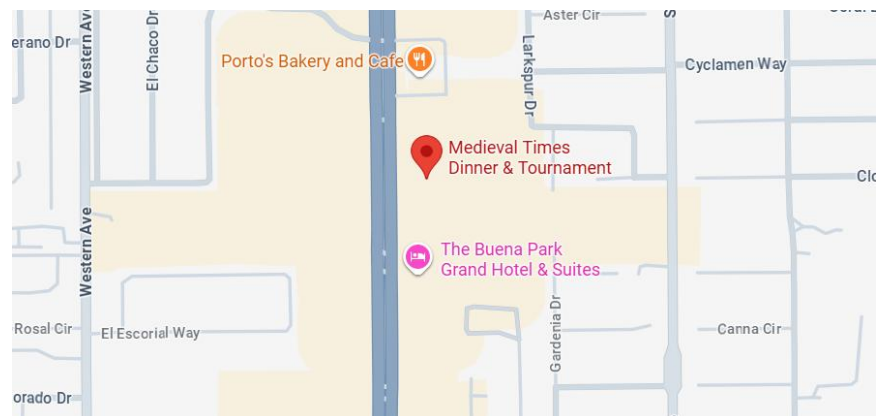 Aster Cir
erano Dr
Western Ave
El Chaco Dr
Porto's Bakery and Cafe
Larkspur Dr
S
Cyclamen Way
Medieval Times
Dinner & Tournament
Clo
Western Ave
The Buena Park
Grand Hotel & Suites
Rosal Cir
El Escorial Way
Gardenia Dr
Canna Cir
orado Dr